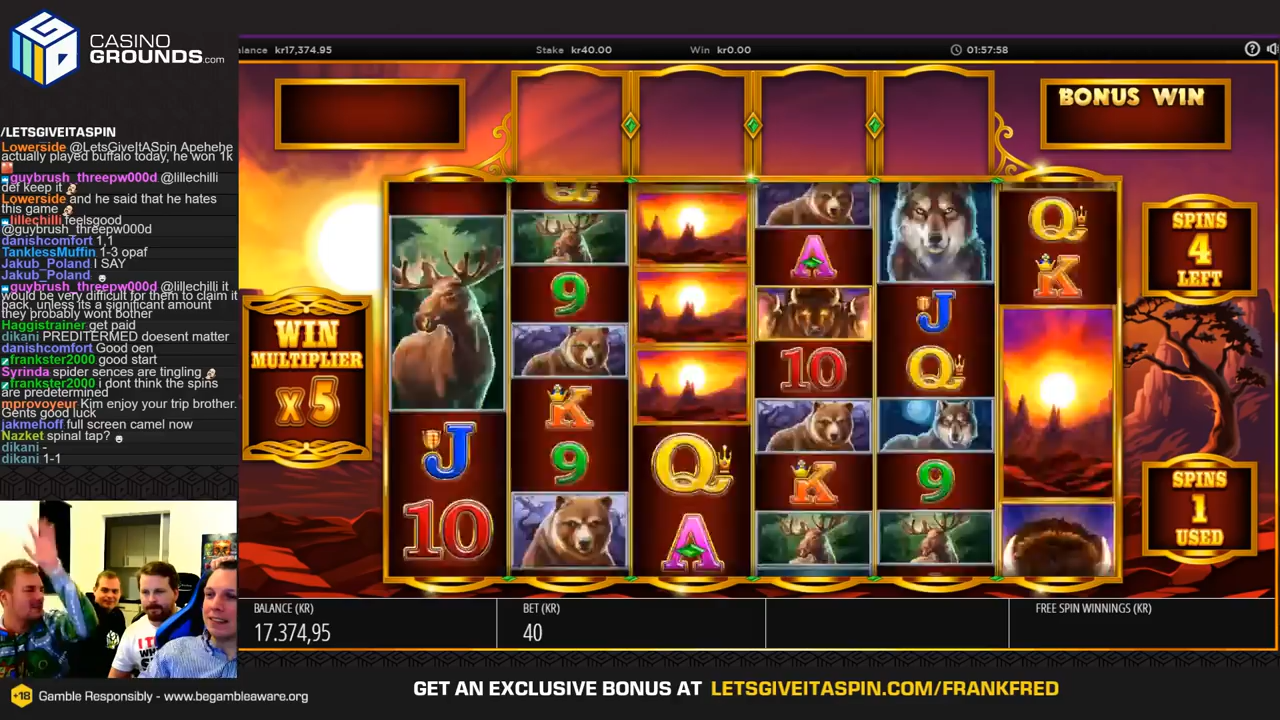 CASINO
GROUNDS.com
alance kr17,374.95
Stake kr40.00
Win kr0.00
01:57:58
/LETSGIVEITASPIN
Lowerside @LetsGiveItASpin Apehehe
actually played buffalo today, he won 1k
guybrush_threepw000d @lillechilli
def keep it
Lowerside and he said that he hates
this game
lillechilli feelsgood
@guybrush_threepw000d
danishcomfort 1,1
TanklessMuffin 1-3 opaf
Jakub_Poland I SAY
Jakub_Poland
guybrush_threepw000d @lillechilli it
would be very difficult for them to claim it
back, unless its a significant amount
they probably wont bother
Haggistrainer get paid
dikani PREDITERMED doesent matter
danishcomfort Good oen
frankster2000 good start
Syrinda spider sences are tingling
frankster2000 i dont think the spins
are predetermined
mprovoyeur Kim enjoy your trip brother.
Gents good luck
jakmehoff full screen camel now
Nazket spinal tap?
dikani -
dikani 1-1
BONUS WIN
WIN
MULTIPLIER
x5
SPINS
4
LEFT
SPINS
1
USED
J
10
Q
9
K
9
Q
A
A
10
K
J
Q
9
Q
K
BALANCE (KR)
17.374,95
BET (KR)
40
FREE SPIN WINNINGS (KR)
+18 Gamble Responsibly - www.begambleaware.org
GET AN EXCLUSIVE BONUS AT LETSGIVEITASPIN.COM/FRANKFRED